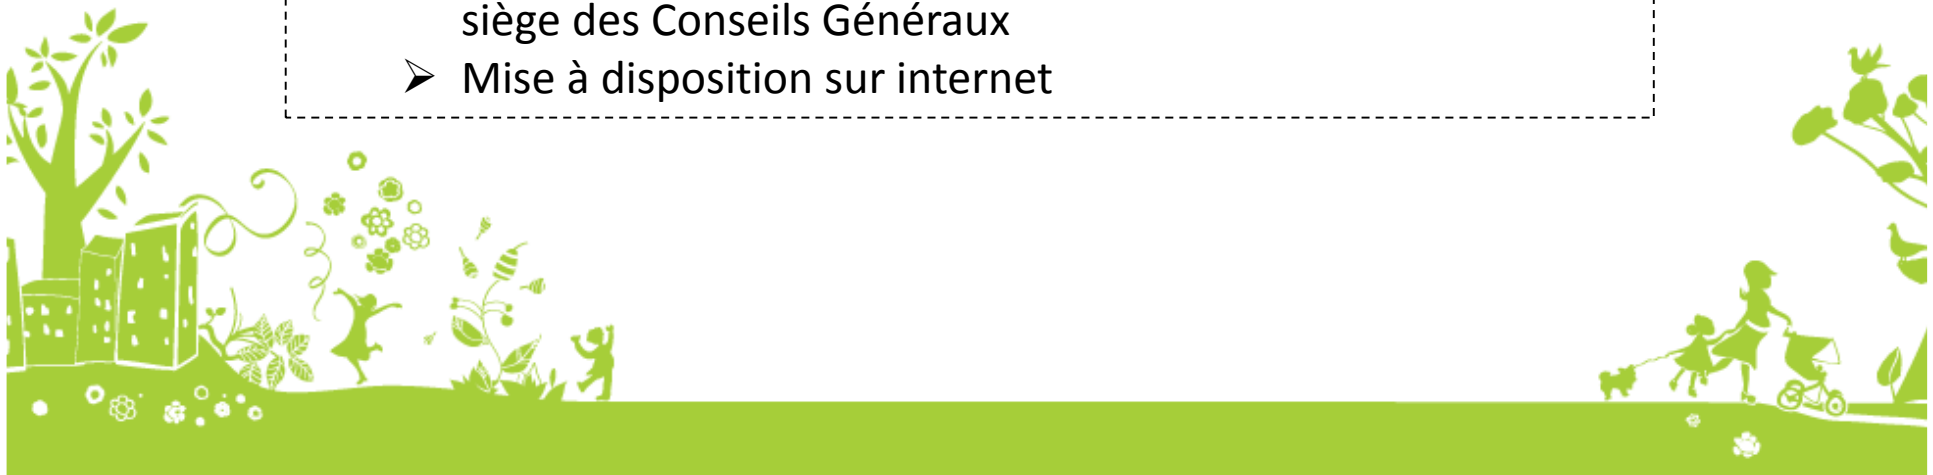 siège des Conseils Généraux
➢ Mise à disposition sur internet